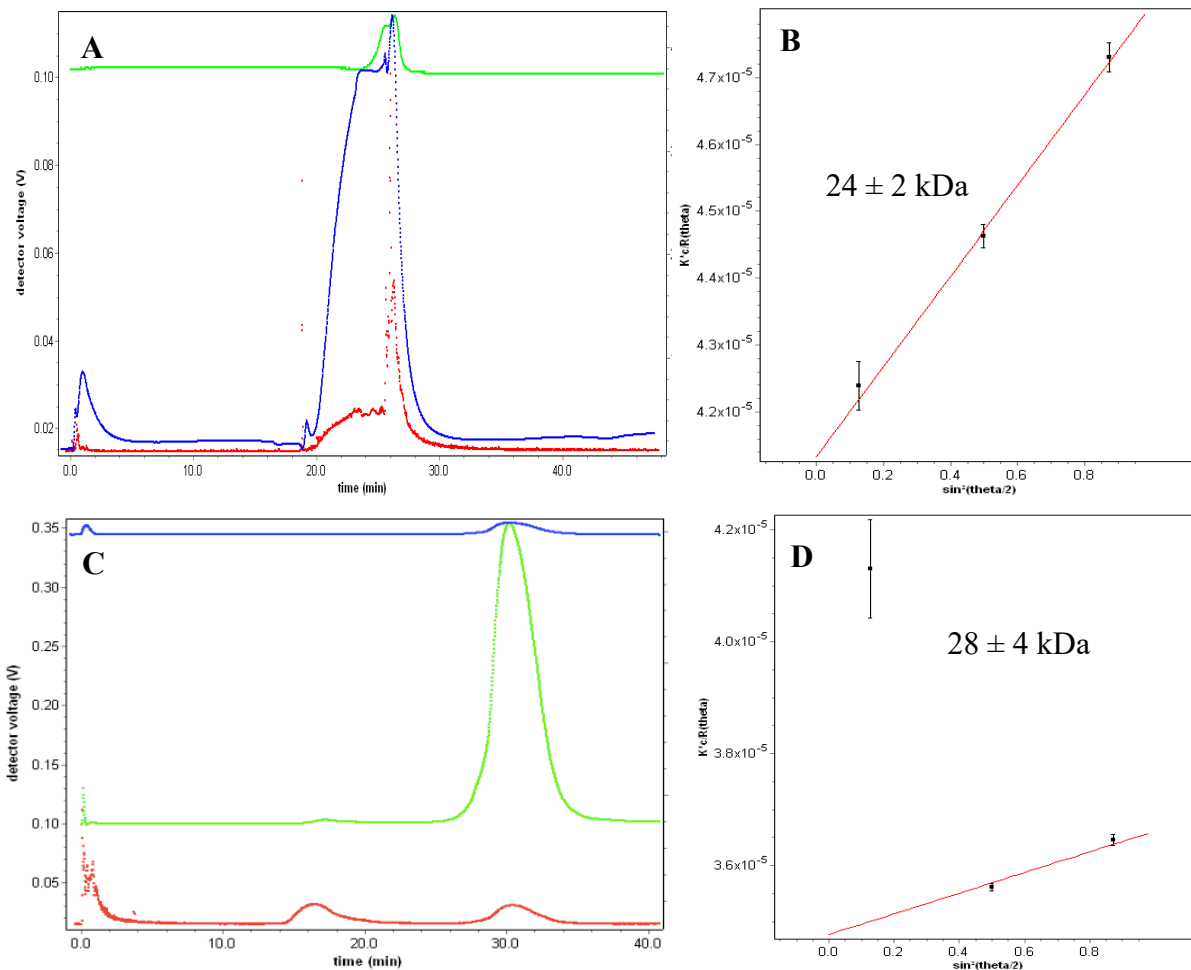 A
detector voltage (V)
0.10
0.08
0.06
0.04
0.02
0.0
10.0
20.0
30.0
40.0
time (min)
B
24 ± 2 kDa
K*c/R(theta)
4.7x10⁻⁵
4.6x10⁻⁵
4.5x10⁻⁵
4.4x10⁻⁵
4.3x10⁻⁵
4.2x10⁻⁵
0.0
0.2
0.4
0.6
0.8
1.0
sin²(theta/2)
C
detector voltage (V)
0.35
0.30
0.25
0.20
0.15
0.10
0.05
0.0
10.0
20.0
30.0
40.0
time (min)
D
28 ± 4 kDa
K*c/R(theta)
4.2x10⁻⁵
4.0x10⁻⁵
3.8x10⁻⁵
3.6x10⁻⁵
0.0
0.2
0.4
0.6
0.8
1.0
sin²(theta/2)